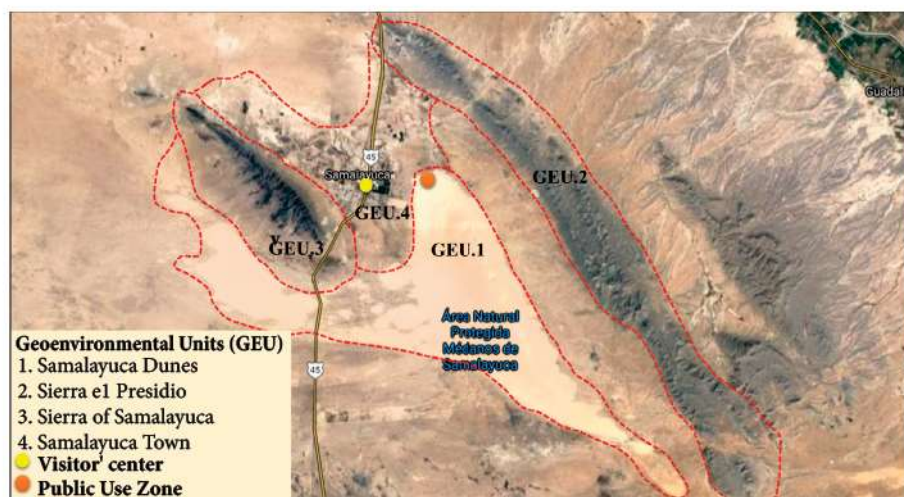 45
Guadal
Samalayuca
GEU.2
GEU.4
GEU.3
GEU.1
Área Natural
Protegida
Médanos de
Samalayuca
45
Geoenvironmental Units (GEU)
1. Samalayuca Dunes
2. Sierra e1 Presidio
3. Sierra of Samalayuca
4. Samalayuca Town
Visitor' center
Public Use Zone